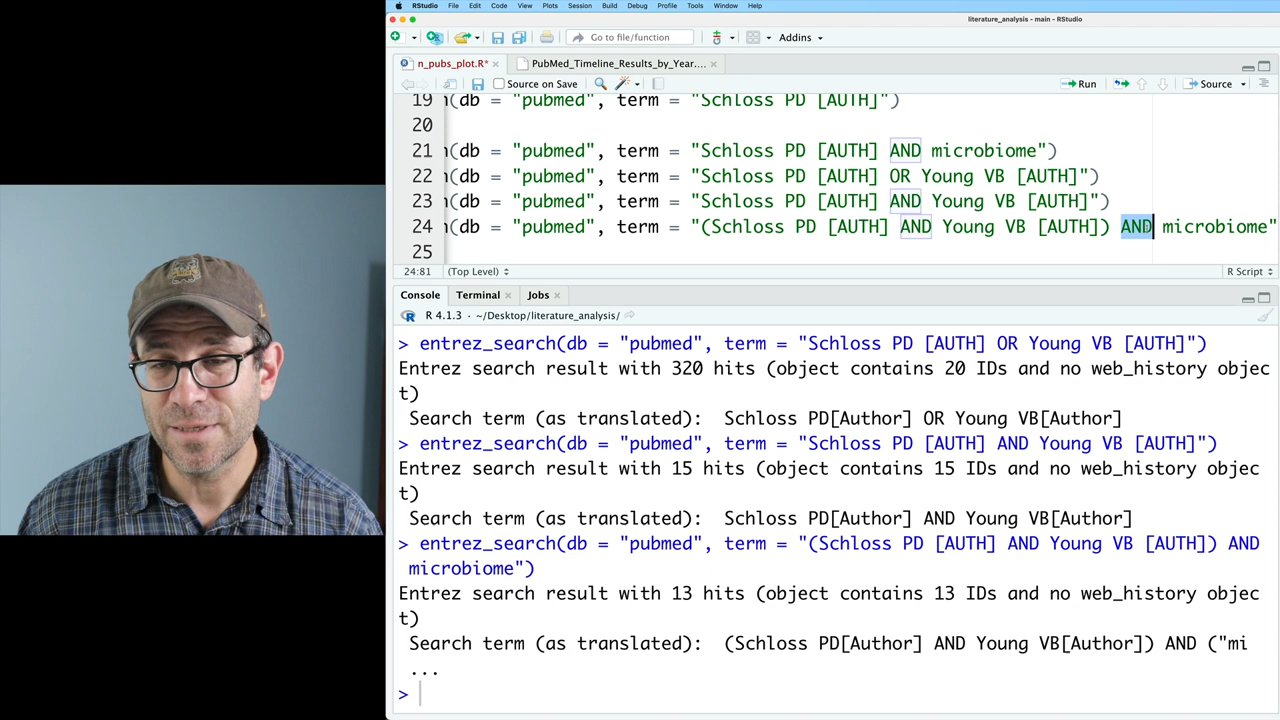 RStudio File Edit Code View Plots Session Build Debug Profile Tools Window Help
literature_analysis - main - RStudio
Go to file/function Addins
n_pubs_plot.R* × PubMed_Timeline_Results_by_Year.... ×
Source on Save Run Source
19 n(db = "pubmed", term = "Schloss PD [AUTH]")
20
21 n(db = "pubmed", term = "Schloss PD [AUTH] AND microbiome")
22 n(db = "pubmed", term = "Schloss PD [AUTH] OR Young VB [AUTH]")
23 n(db = "pubmed", term = "Schloss PD [AUTH] AND Young VB [AUTH]")
24 n(db = "pubmed", term = "(Schloss PD [AUTH] AND Young VB [AUTH]) AND microbiome"
25
24:81 (Top Level) R Script
Console Terminal × Jobs ×
R 4.1.3 · ~/Desktop/literature_analysis/
> entrez_search(db = "pubmed", term = "Schloss PD [AUTH] OR Young VB [AUTH]")
Entrez search result with 320 hits (object contains 20 IDs and no web_history objec
t)
Search term (as translated):  Schloss PD[Author] OR Young VB[Author]
> entrez_search(db = "pubmed", term = "Schloss PD [AUTH] AND Young VB [AUTH]")
Entrez search result with 15 hits (object contains 15 IDs and no web_history objec
t)
Search term (as translated):  Schloss PD[Author] AND Young VB[Author]
> entrez_search(db = "pubmed", term = "(Schloss PD [AUTH] AND Young VB [AUTH]) AND
microbiome")
Entrez search result with 13 hits (object contains 13 IDs and no web_history objec
t)
Search term (as translated):  (Schloss PD[Author] AND Young VB[Author]) AND ("mi
...
>